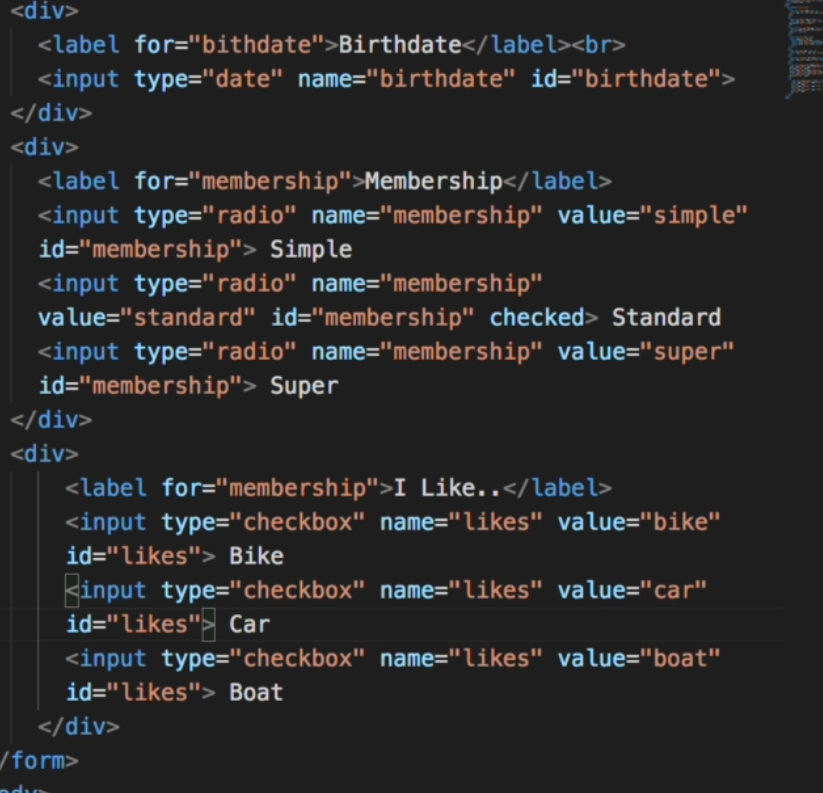 <div>
<label for="bithdate">Birthdate</label><br>
<input type="date" name="birthdate" id="birthdate">
</div>
<div>
<label for="membership">Membership</label>
<input type="radio" name="membership" value="simple"
id="membership"> Simple
<input type="radio" name="membership"
value="standard" id="membership" checked> Standard
<input type="radio" name="membership" value="super"
id="membership"> Super
</div>
<div>
<label for="membership">I Like..</label>
<input type="checkbox" name="likes" value="bike"
id="likes"> Bike
<input type="checkbox" name="likes" value="car"
id="likes"> Car
<input type="checkbox" name="likes" value="boat"
id="likes"> Boat
</div>
/form>